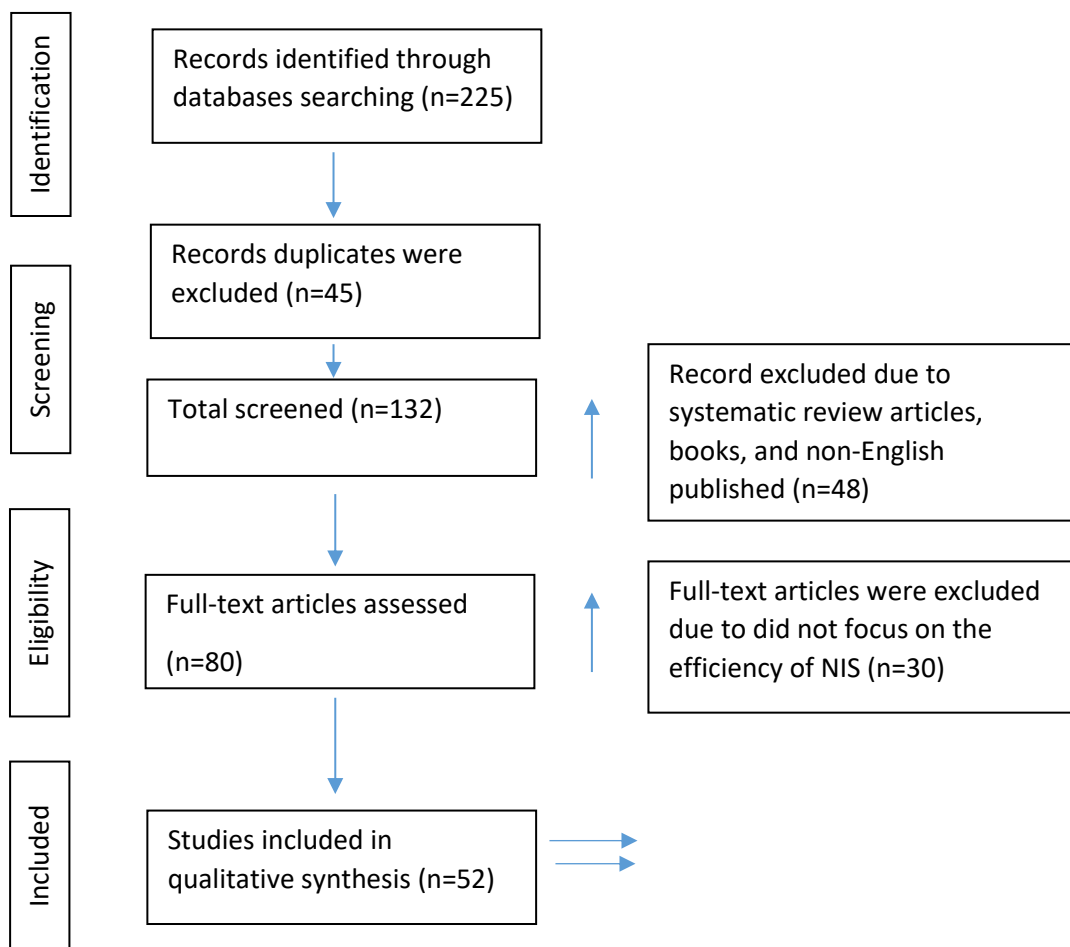 Identification
Records identified through
databases searching (n=225)
Records duplicates were
excluded (n=45)
Screening
Total screened (n=132)
Record excluded due to
systematic review articles,
books, and non-English
published (n=48)
Eligibility
Full-text articles assessed
(n=80)
Full-text articles were excluded
due to did not focus on the
efficiency of NIS (n=30)
Included
Studies included in
qualitative synthesis (n=52)